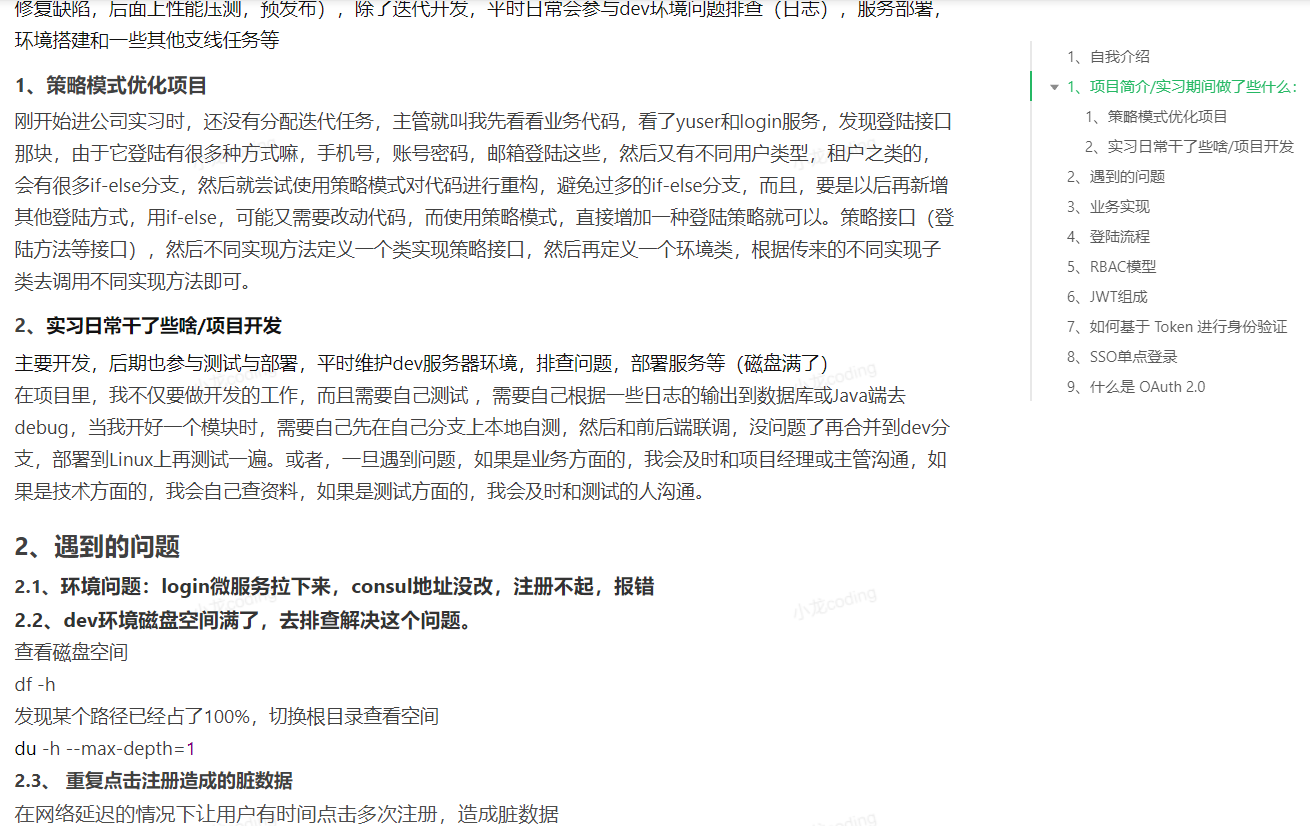 修复缺陷，后面上性能压测，预发布），除了迭代开发，平时日常会参与dev环境问题排查（日志），服务部署，
环境搭建和一些其他支线任务等
1、策略模式优化项目
刚开始进公司实习时，还没有分配迭代任务，主管就叫我先看看业务代码，看了yuser和login服务，发现登陆接口
那块，由于它登陆有很多种方式嘛，手机号，账号密码，邮箱登陆这些，然后又有不同用户类型，租户之类的，
会有很多if-else分支，然后就尝试使用策略模式对代码进行重构，避免过多的if-else分支，而且，要是以后再新增
其他登陆方式，用if-else，可能又需要改动代码，而使用策略模式，直接增加一种登陆策略就可以。策略接口（登
陆方法等接口），然后不同实现方法定义一个类实现策略接口，然后再定义一个环境类，根据传来的不同实现子
类去调用不同实现方法即可。
2、实习日常干了些啥/项目开发
主要开发，后期也参与测试与部署，平时维护dev服务器环境，排查问题，部署服务等（磁盘满了）
在项目里，我不仅要做开发的工作，而且需要自己测试 ，需要自己根据一些日志的输出到数据库或Java端去
debug，当我开好一个模块时，需要自己先在自己分支上本地自测，然后和前后端联调，没问题了再合并到dev分
支，部署到Linux上再测试一遍。或者，一旦遇到问题，如果是业务方面的，我会及时和项目经理或主管沟通，如
果是技术方面的，我会自己查资料，如果是测试方面的，我会及时和测试的人沟通。
2、遇到的问题
2.1、环境问题：login微服务拉下来，consul地址没改，注册不起，报错
2.2、dev环境磁盘空间满了，去排查解决这个问题。
查看磁盘空间
df -h
发现某个路径已经占了100%，切换根目录查看空间
du -h --max-depth=1
2.3、 重复点击注册造成的脏数据
在网络延迟的情况下让用户有时间点击多次注册，造成脏数据
1、自我介绍
1、项目简介/实习期间做了些什么：
1、策略模式优化项目
2、实习日常干了些啥/项目开发
2、遇到的问题
3、业务实现
4、登陆流程
5、RBAC模型
6、JWT组成
7、如何基于 Token 进行身份验证
8、SSO单点登录
9、什么是 OAuth 2.0
小龙coding